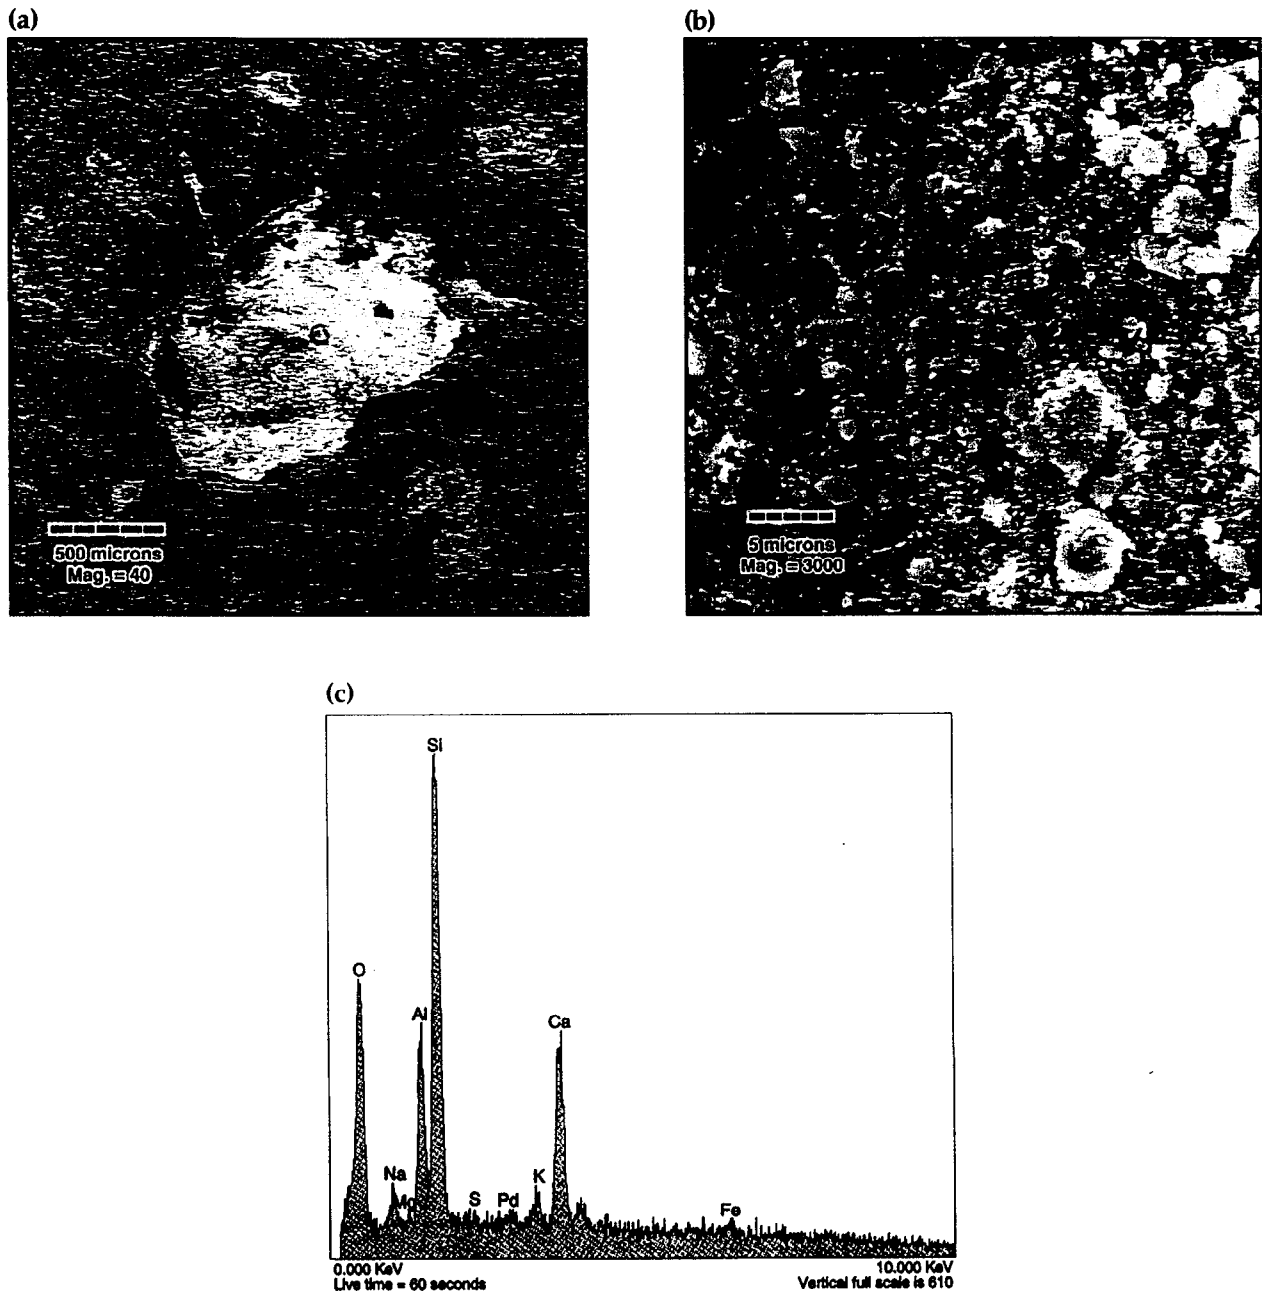 (a)
(b)
500 microns
Mag. = 40
5 microns
Mag. = 3000
(c)
Si
O
Al
Ca
Na
Mg
S
Pd
K
Fe
0.000 KeV
10.000 KeV
Live time = 60 seconds
Vertical full scale is 610